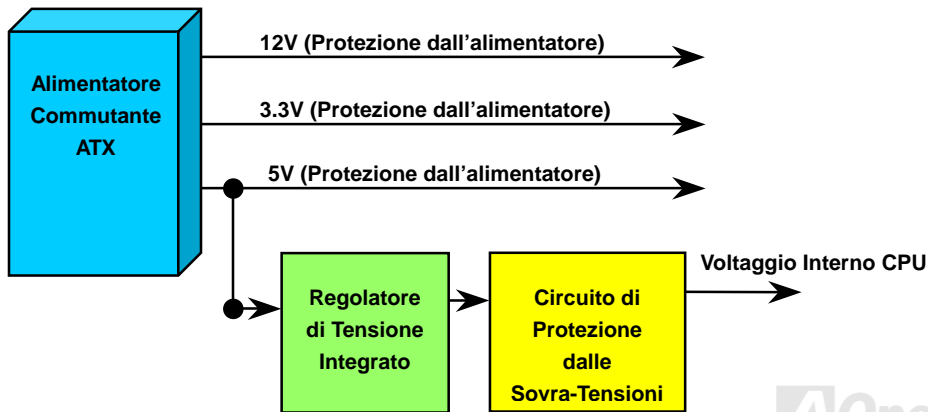 12V (Protezione dall'alimentatore)
Alimentatore
Commutante
ATX
3.3V (Protezione dall'alimentatore)
5V (Protezione dall'alimentatore)
Voltaggio Interno CPU
Regolatore
di Tensione
Integrato
Circuito di
Protezione
dalle
Sovra-Tensioni